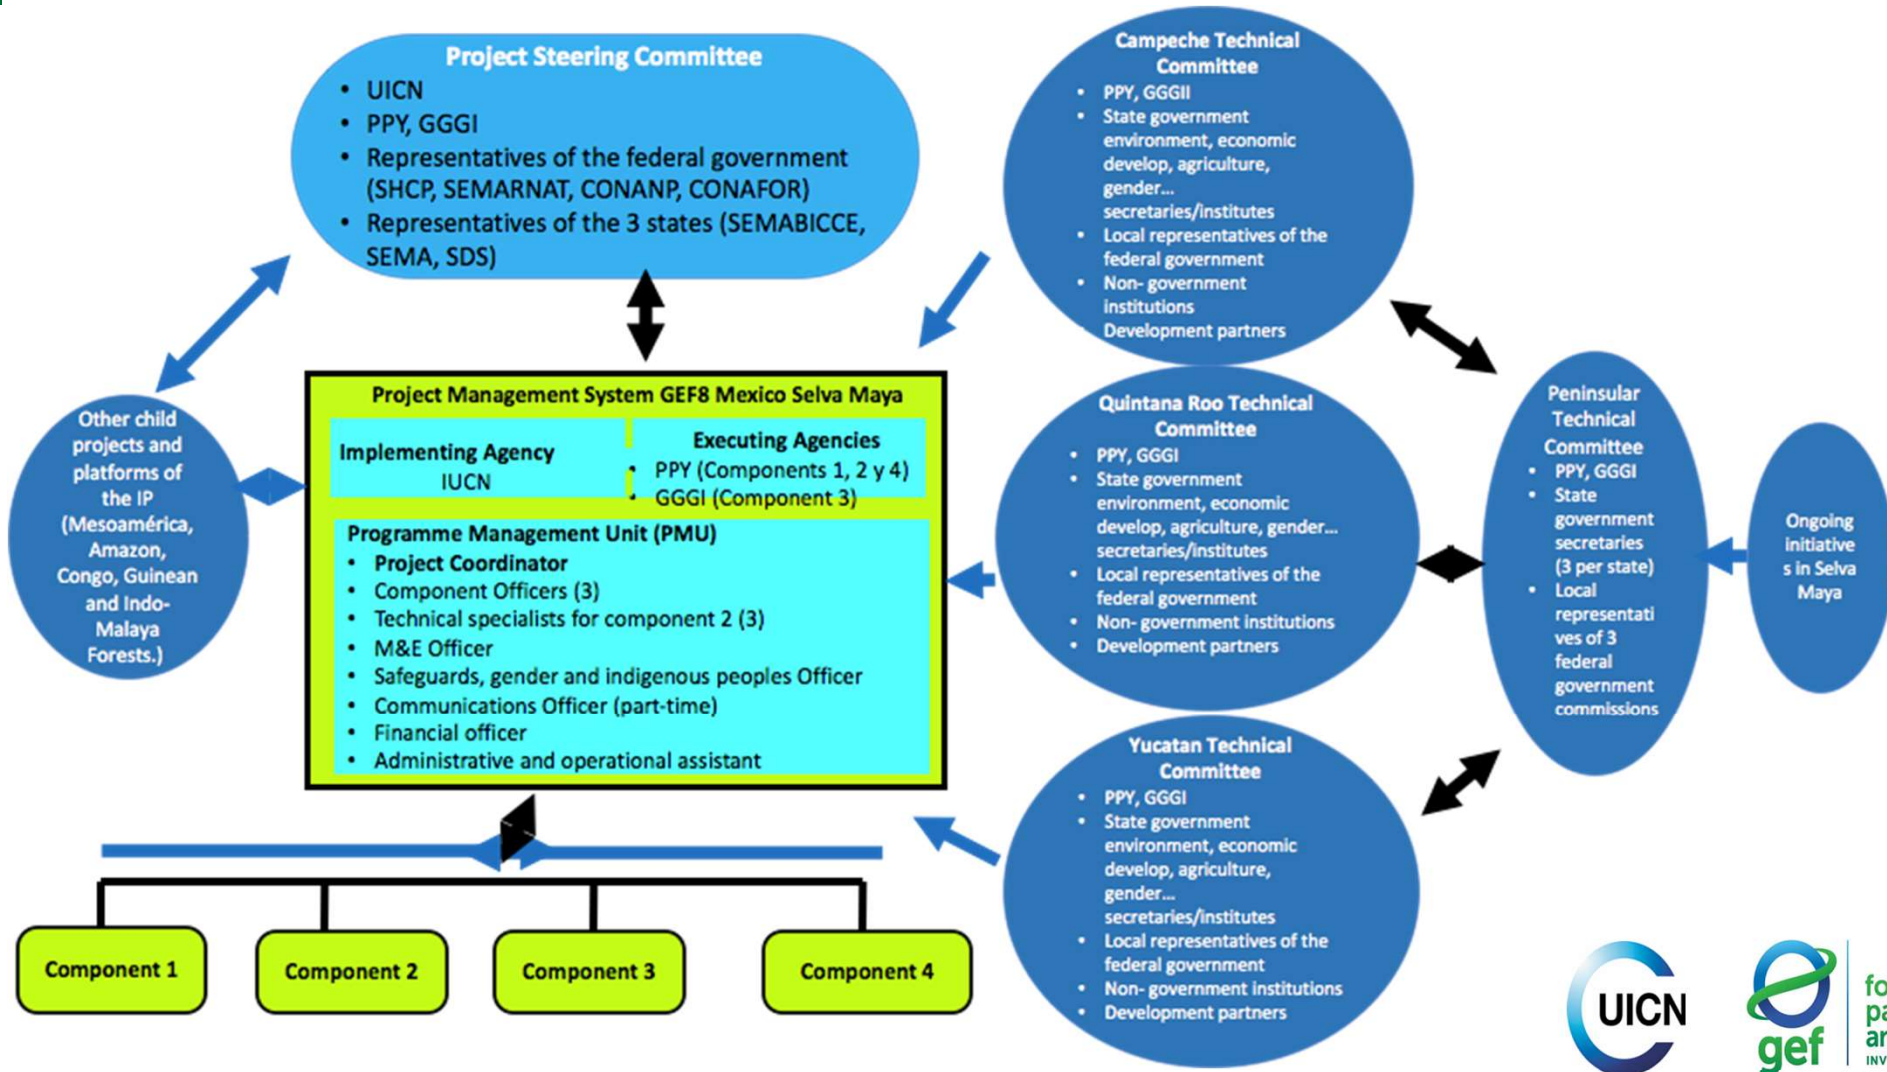 Project Steering Committee
• UICN
• PPY, GGGI
• Representatives of the federal government
(SHCP, SEMARNAT, CONANP, CONAFOR)
• Representatives of the 3 states (SEMABICCE,
SEMA, SDS)
Campeche Technical
Committee
• PPY, GGGII
• State government
environment, economic
develop, agriculture,
gender...
secretaries/institutes
• Local representatives of the
federal government
• Non- government
institutions
• Development partners
Other child
projects and
platforms of
the IP
(Mesoamérica,
Amazon,
Congo, Guinean
and Indo-
Malaya
Forests.)
Project Management System GEF8 Mexico Selva Maya
Implementing Agency
IUCN
Executing Agencies
• PPY (Components 1, 2 y 4)
• GGGI (Component 3)
Programme Management Unit (PMU)
• Project Coordinator
• Component Officers (3)
• Technical specialists for component 2 (3)
• M&E Officer
• Safeguards, gender and indigenous peoples Officer
• Communications Officer (part-time)
• Financial officer
• Administrative and operational assistant
Quintana Roo Technical
Committee
• PPY, GGGI
• State government
environment, economic
develop, agriculture, gender...
secretaries/institutes
• Local representatives of the
federal government
• Non- government institutions
• Development partners
Peninsular
Technical
Committee
• PPY, GGGI
• State
government
secretaries
(3 per state)
• Local
representati
ves of 3
federal
government
commissions
Ongoing
initiative
s in Selva
Maya
Yucatan Technical
Committee
• PPY, GGGI
• State government
environment, economic
develop, agriculture,
gender...
secretaries/institutes
• Local representatives of the
federal government
• Non- government institutions
• Development partners
Component 1
Component 2
Component 3
Component 4
UICN
gef
fo
pa
ar
INV